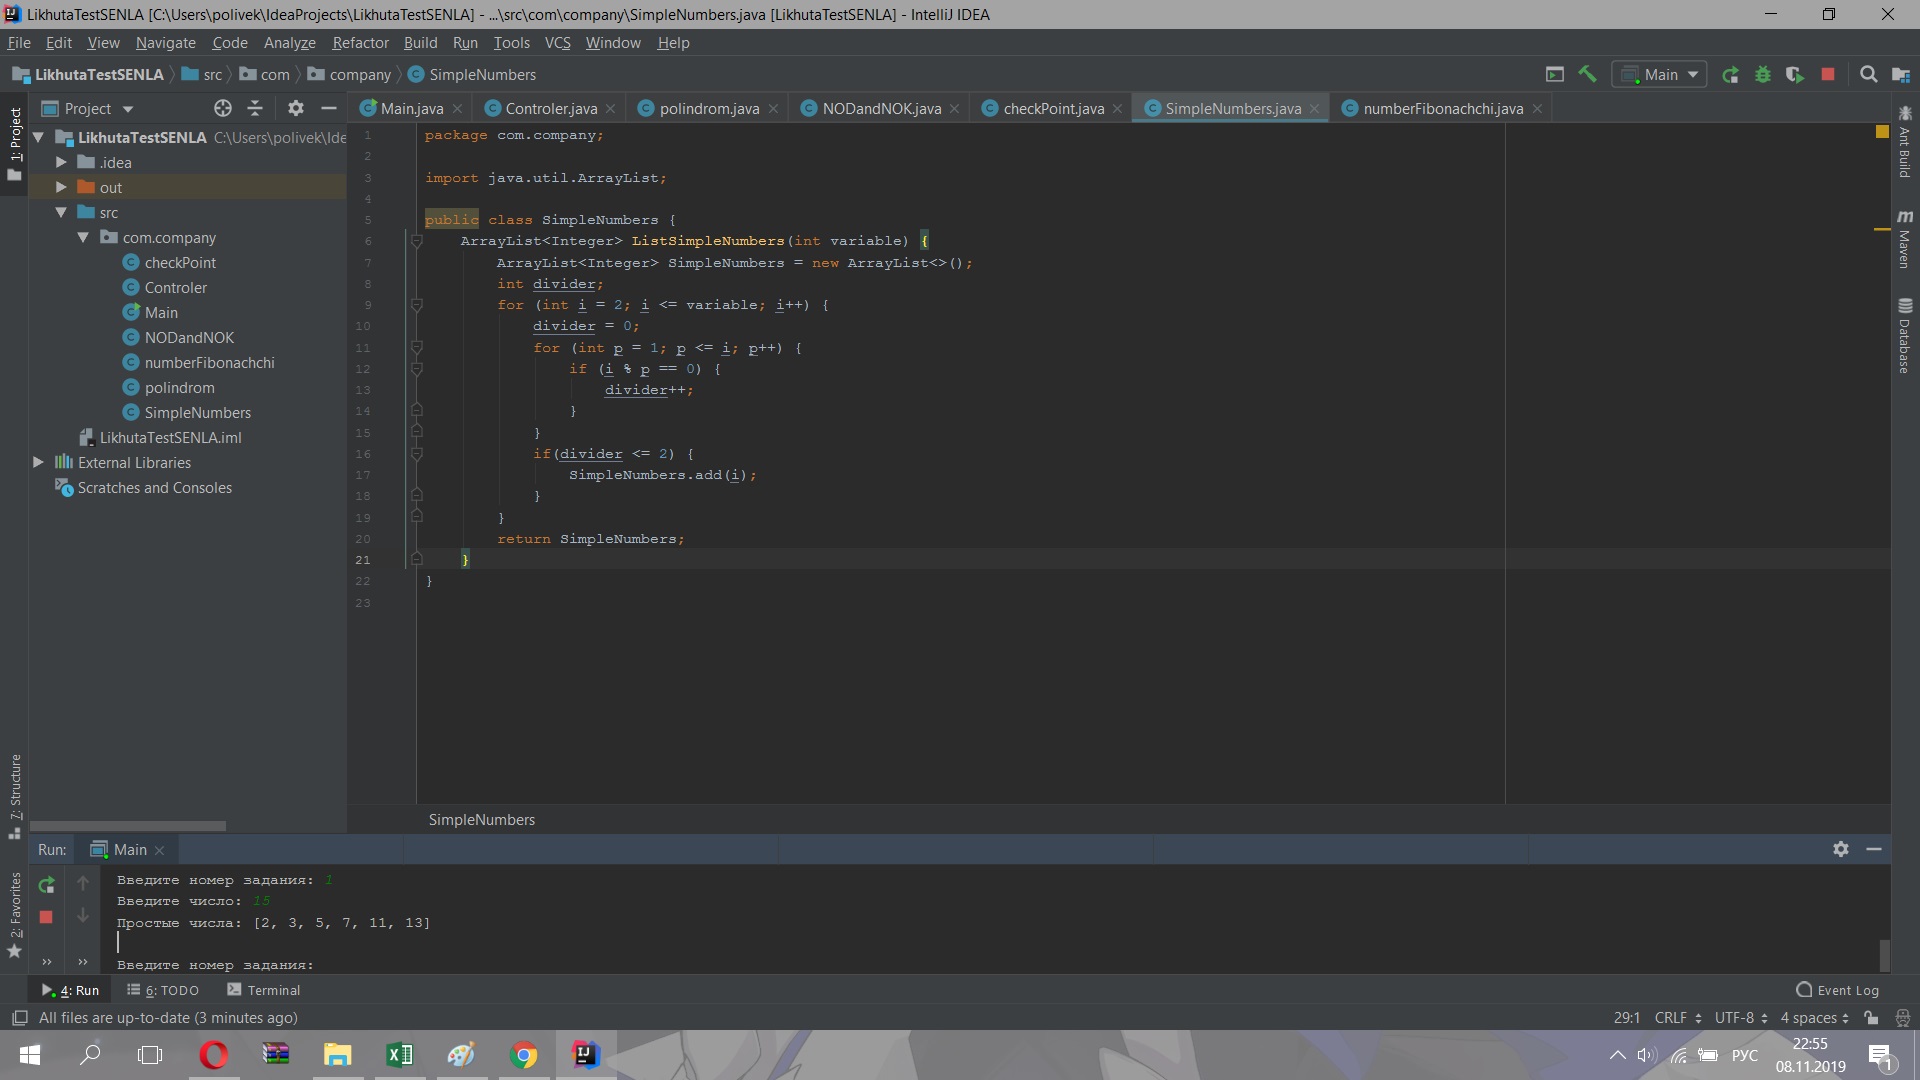 LikhutaTestSENLA [C:\Users\polivek\IdeaProjects\LikhutaTestSENLA] - ...\src\com\company\SimpleNumbers.java [LikhutaTestSENLA] - IntelliJ IDEA
File Edit View Navigate Code Analyze Refactor Build Run Tools VCS Window Help
LikhutaTestSENLA src com company SimpleNumbers
Main
Project
Main.java Controler.java polindrom.java NODandNOK.java checkPoint.java SimpleNumbers.java numberFibonachchi.java
1: Project
LikhutaTestSENLA C:\Users\polivek\Ide
.idea
out
src
com.company
checkPoint
Controler
Main
NODandNOK
numberFibonachchi
polindrom
SimpleNumbers
LikhutaTestSENLA.iml
External Libraries
Scratches and Consoles
7: Structure
2: Favorites
1 package com.company;
2
3 import java.util.ArrayList;
4
5 public class SimpleNumbers {
6 ArrayList<Integer> ListSimpleNumbers(int variable) {
7 ArrayList<Integer> SimpleNumbers = new ArrayList<>();
8 int divider;
9 for (int i = 2; i <= variable; i++) {
10 divider = 0;
11 for (int p = 1; p <= i; p++) {
12 if (i % p == 0) {
13 divider++;
14 }
15 }
16 if(divider <= 2) {
17 SimpleNumbers.add(i);
18 }
19 }
20 return SimpleNumbers;
21 }
22 }
23
SimpleNumbers
Ant Build
Maven
Database
Run: Main
Введите номер задания: 1
Введите число: 15
Простые числа: [2, 3, 5, 7, 11, 13]
Введите номер задания:
4: Run 6: TODO Terminal Event Log
All files are up-to-date (3 minutes ago) 29:1 CRLF UTF-8 4 spaces
РУС
22:55
08.11.2019
1